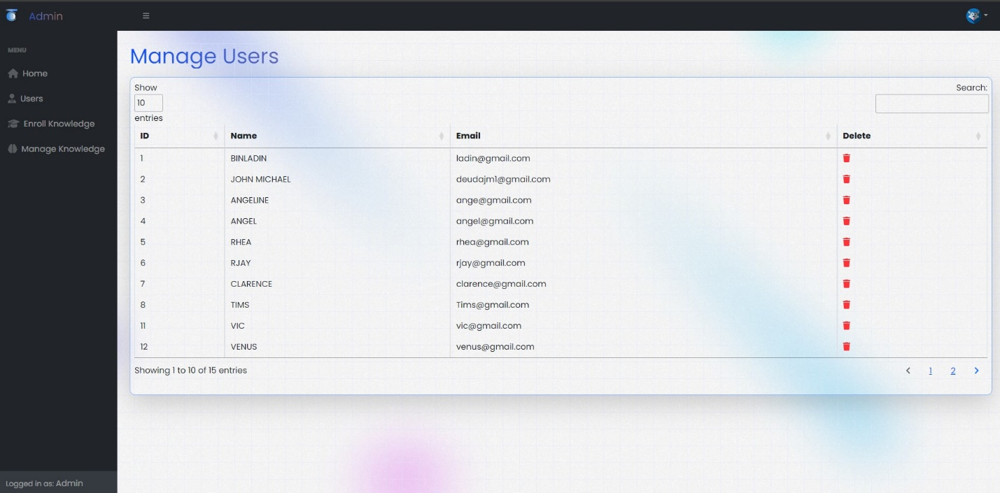 Admin
MENU
Home
Users
Enroll Knowledge
Manage Knowledge
Logged in as: Admin
Manage Users
Show
10
entries
Search:
ID Name Email Delete
1 BINLADIN ladin@gmail.com
2 JOHN MICHAEL deudajm1@gmail.com
3 ANGELINE ange@gmail.com
4 ANGEL angel@gmail.com
5 RHEA rhea@gmail.com
6 RJAY rjay@gmail.com
7 CLARENCE clarence@gmail.com
8 TIMS Tims@gmail.com
11 VIC vic@gmail.com
12 VENUS venus@gmail.com
Showing 1 to 10 of 15 entries
1 2